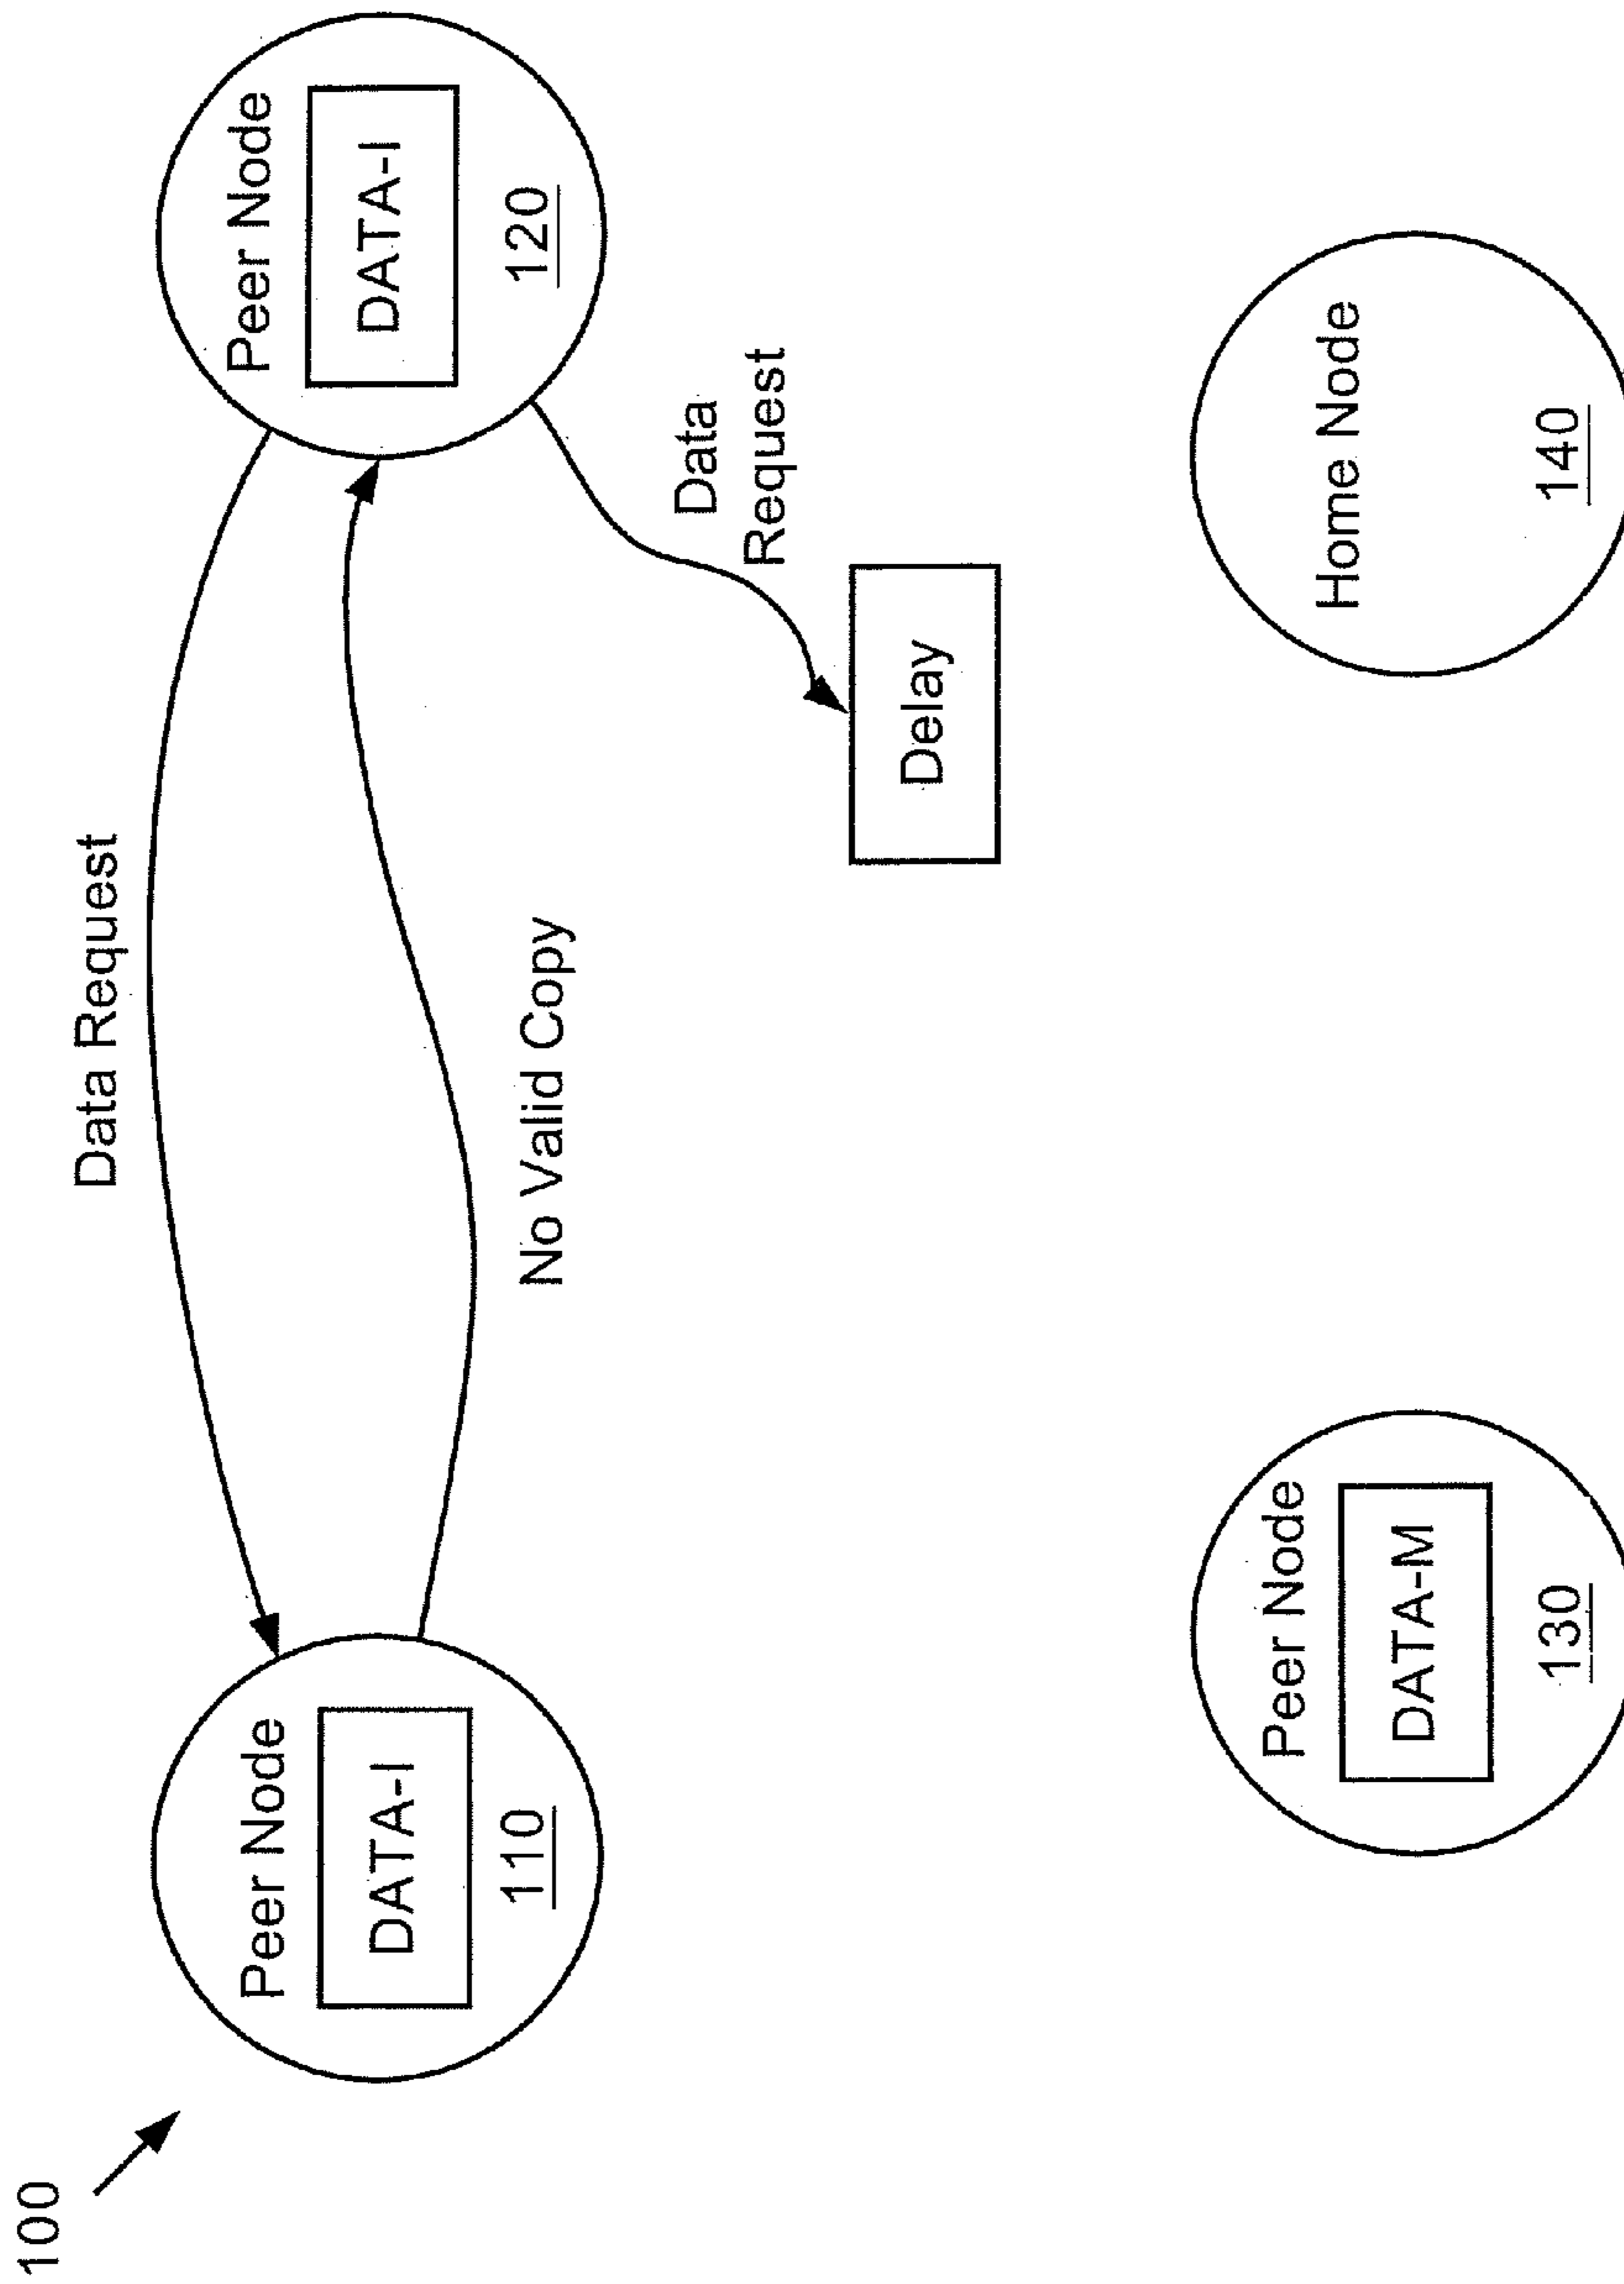 100
Data Request
Peer Node
DATA-I
110
No Valid Copy
Peer Node
DATA-I
120
Data
Request
Delay
Peer Node
DATA-M
130
Home Node
140